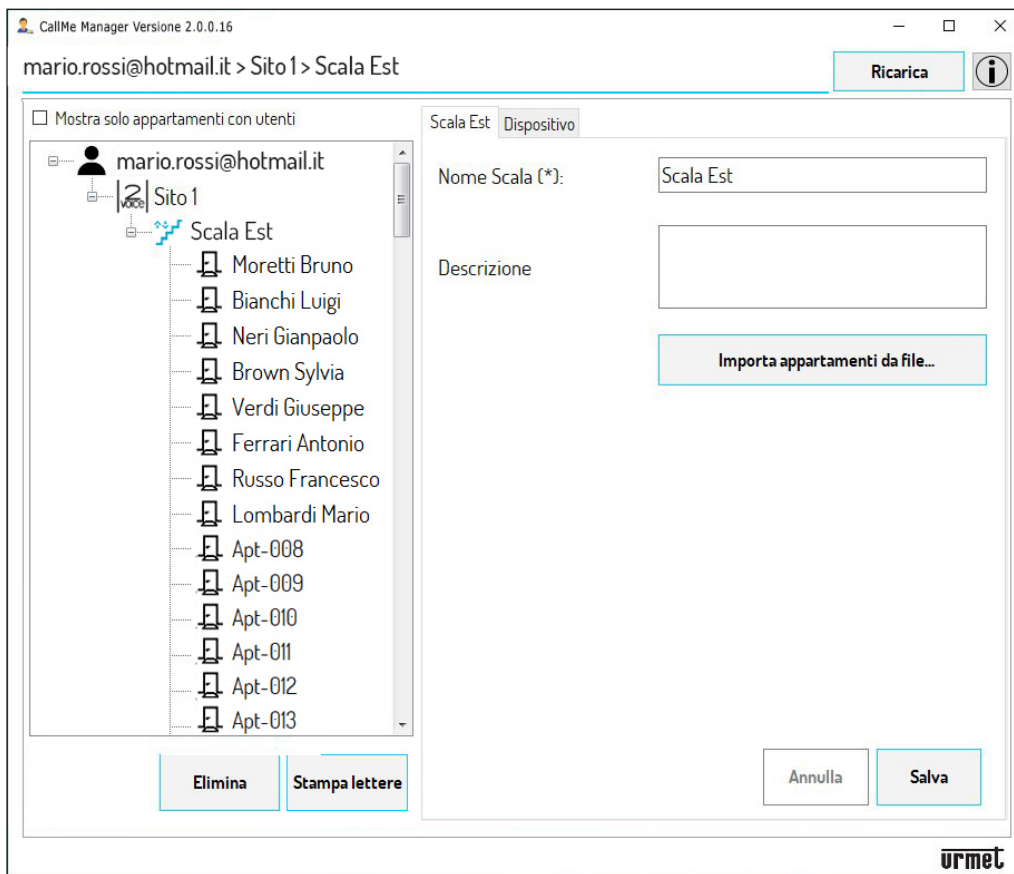 CallMe Manager Versione 2.0.0.16
mario.rossi@hotmail.it > Sito 1 > Scala Est
Ricarica
i
Mostra solo appartamenti con utenti
mario.rossi@hotmail.it
2 VOICE Sito 1
Scala Est
Moretti Bruno
Bianchi Luigi
Neri Gianpaolo
Brown Sylvia
Verdi Giuseppe
Ferrari Antonio
Russo Francesco
Lombardi Mario
Apt-008
Apt-009
Apt-010
Apt-011
Apt-012
Apt-013
Elimina
Stampa lettere
Scala Est
Dispositivo
Nome Scala (*):
Scala Est
Descrizione
Importa appartamenti da file...
Annulla
Salva
urmet